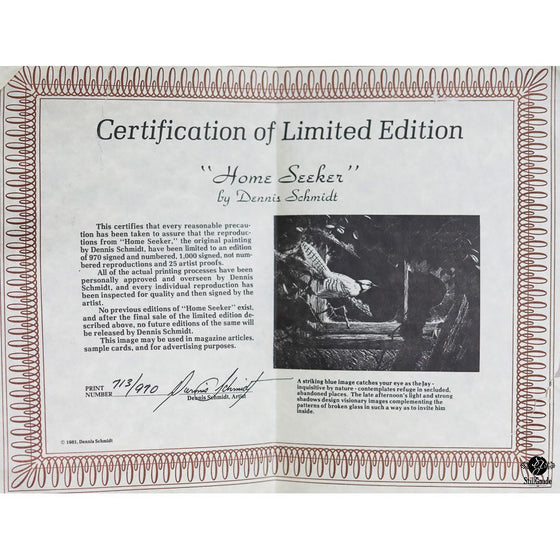 Certification of Limited Edition
"Home Seeker"
by Dennis Schmidt
This certifies that every reasonable precau-
tion has been taken to assure that the reproduc-
tions from "Home Seeker," the original painting
by Dennis Schmidt, have been limited to an edition
of 970 signed and numbered, 1,000 signed, not num-
bered reproductions and 25 artist proofs.
All of the actual printing processes have been
personally approved and overseen by Dennis
Schmidt, and every individual reproduction has
been inspected for quality and then signed by the
artist.
No previous editions of "Home Seeker" exist,
and after the final sale of the limited edition
described above, no future editions of the same will
be released by Dennis Schmidt.
This image may be used in magazine articles,
sample cards, and for advertising purposes.
PRINT
NUMBER 713/970 Dennis Schmidt
Dennis Schmidt, Artist
A striking blue image catches your eye as the Jay -
inquisitive by nature - contemplates refuge in secluded,
abandoned places. The late afternoon's light and strong
shadows design visionary images complementing the
patterns of broken glass in such a way as to invite him
inside.
© 1981, Dennis Schmidt
StilKunde